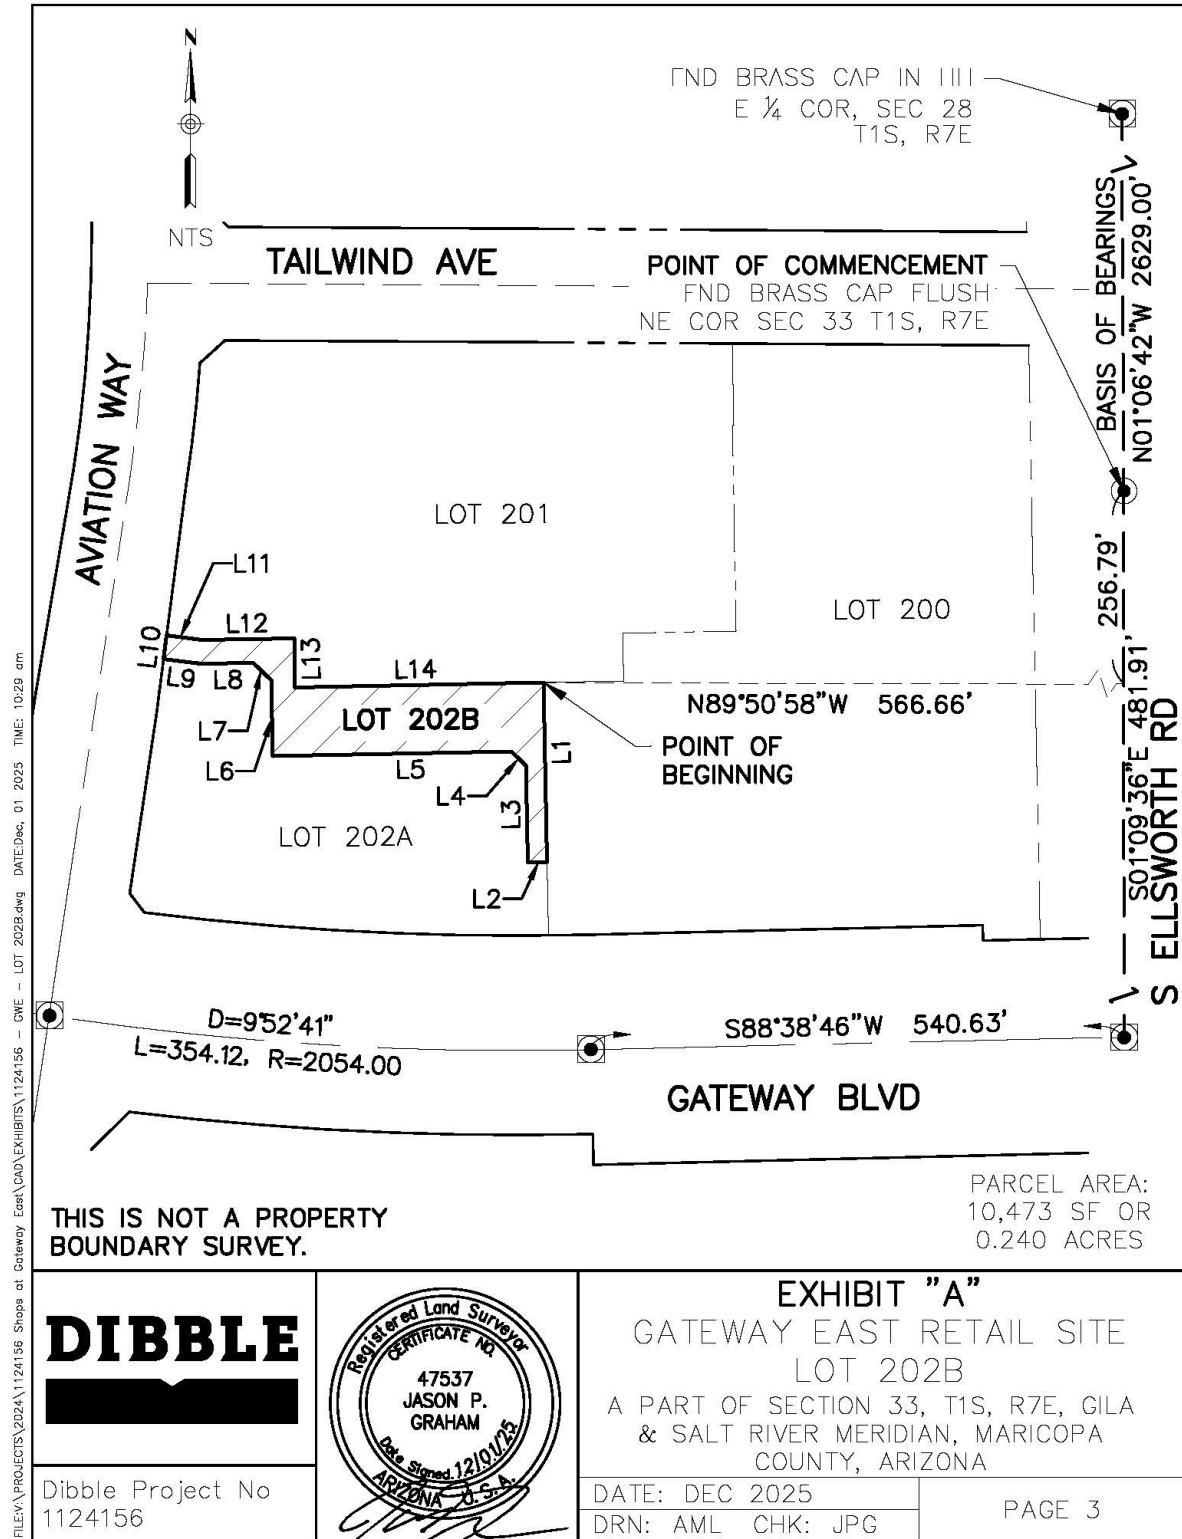 N
NTS
FND BRASS CAP IN
E ¼ COR, SEC 28
T1S, R7E
TAILWIND AVE
POINT OF COMMENCEMENT
FND BRASS CAP FLUSH
NE COR SEC 33 T1S, R7E
BASIS OF BEARINGS
N01°06'42"W 2629.00'
AVIATION WAY
LOT 201
LOT 200
256.79'
L11
L12
L10
L13
L14
L9
L8
N89°50'58"W 566.66'
LOT 202B
L7
POINT OF
BEGINNING
L1
L6
L5
L4
L3
LOT 202A
L2
S01°09'36"E 481.91'
S ELLSWORTH RD
D=9°52'41"
L=354.12, R=2054.00
S88°38'46"W 540.63'
GATEWAY BLVD
PARCEL AREA:
10,473 SF OR
0.240 ACRES
THIS IS NOT A PROPERTY
BOUNDARY SURVEY.
FILE:V:\PROJECTS\2024\1124156 Shops at Gateway East\CAD\EXHIBITS\1124156 - GWE - LOT 202B.dwg DATE:Dec, 01 2025 TIME: 10:29 am
DIBBLE
Dibble Project No
1124156
Registered Land Surveyor
CERTIFICATE NO.
47537
JASON P.
GRAHAM
Date Signed 12/01/25
ARIZONA U.S.A.
EXHIBIT "A"
GATEWAY EAST RETAIL SITE
LOT 202B
A PART OF SECTION 33, T1S, R7E, GILA
& SALT RIVER MERIDIAN, MARICOPA
COUNTY, ARIZONA
DATE: DEC 2025
DRN: AML CHK: JPG
PAGE 3